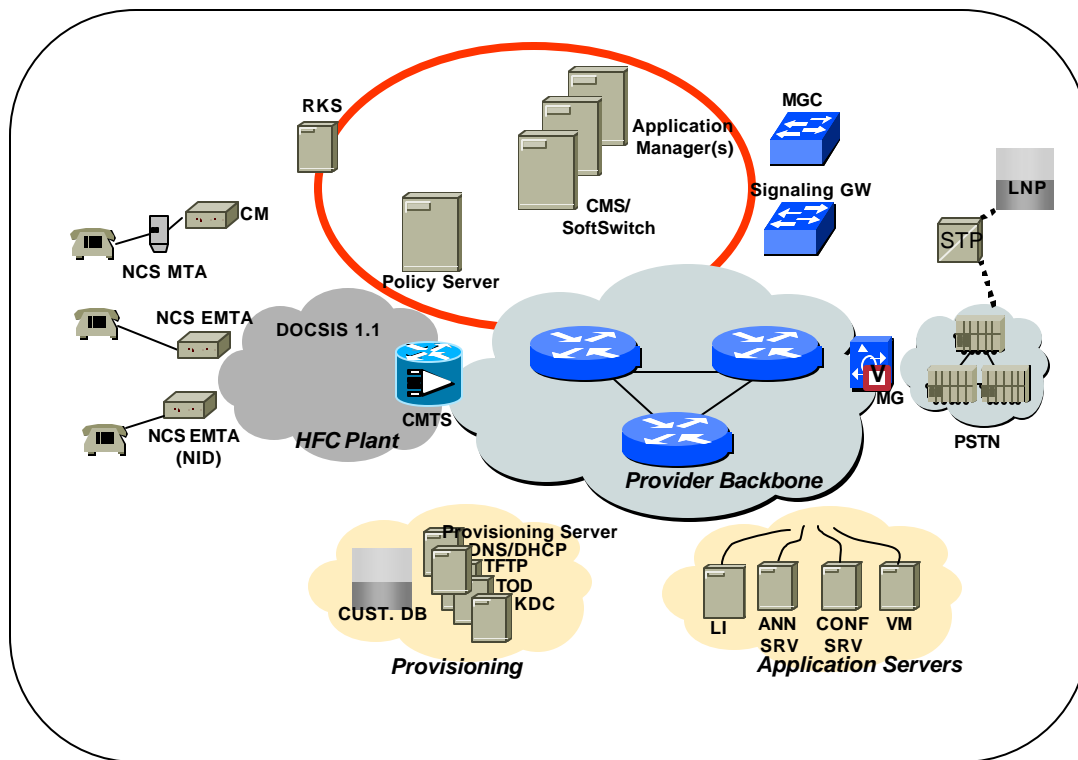 RKS
Application
Manager(s)
MGC
LNP
Signaling GW
CMS/
SoftSwitch
STP
CM
NCS MTA
Policy Server
NCS EMTA
DOCSIS 1.1
V
MG
CMTS
NCS EMTA
(NID)
HFC Plant
PSTN
Provider Backbone
Provisioning Server
DNS/DHCP
TFTP
TOD
KDC
CUST. DB
Provisioning
LI
ANN
SRV
CONF
SRV
VM
Application Servers